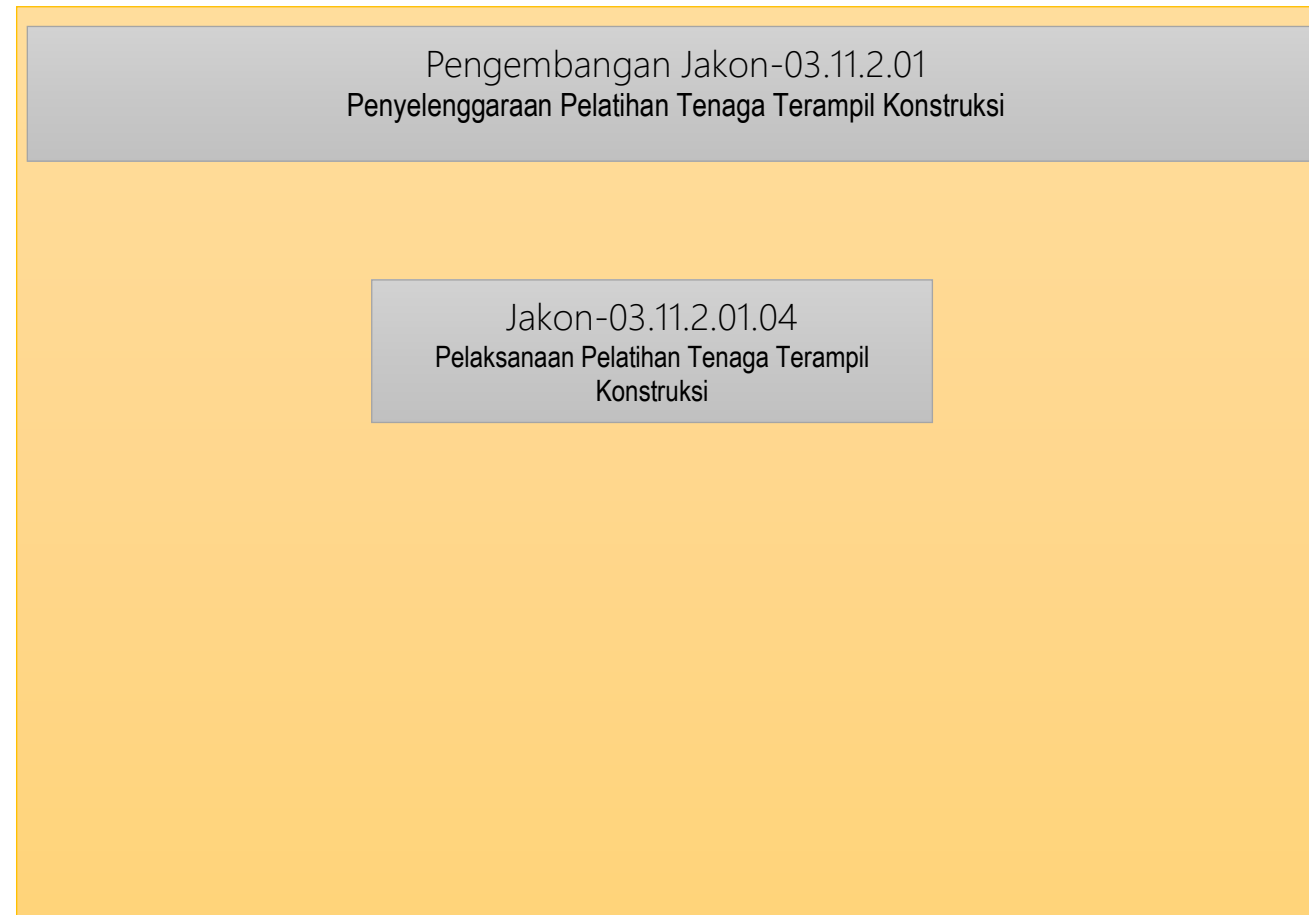 Pengembangan Jakon-03.11.2.01
Penyelenggaraan Pelatihan Tenaga Terampil Konstruksi
Jakon-03.11.2.01.04
Pelaksanaan Pelatihan Tenaga Terampil
Konstruksi